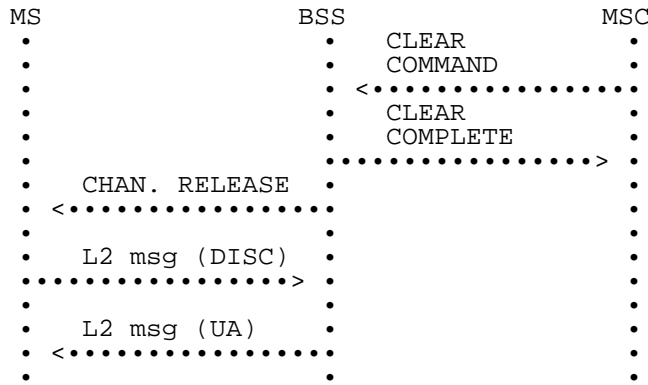 MS BSS MSC
CLEAR
COMMAND
CLEAR
COMPLETE
CHAN. RELEASE
L2 msg (DISC)
L2 msg (UA)